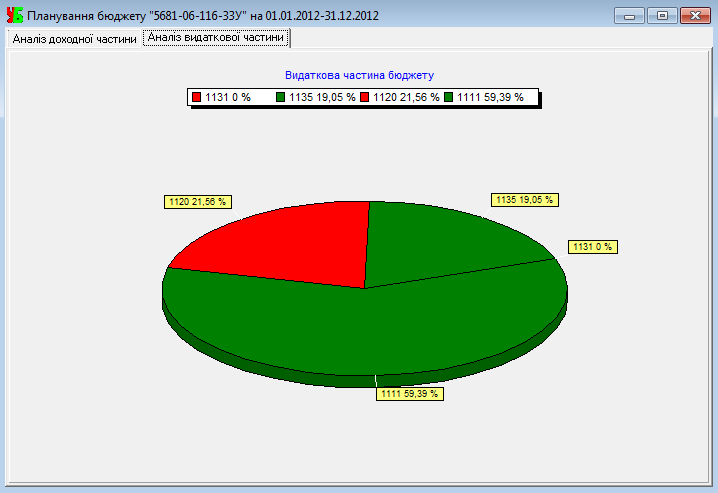 УБ
Планування бюджету "5681-06-116-ЗЗУ" на 01.01.2012-31.12.2012
Аналіз доходної частини Аналіз видаткової частини
Видаткова частина бюджету
1131 0 % 1135 19,05 % 1120 21,56 % 1111 59,39 %
1120 21,56 %
1135 19,05 %
1131 0 %
1111 59,39 %